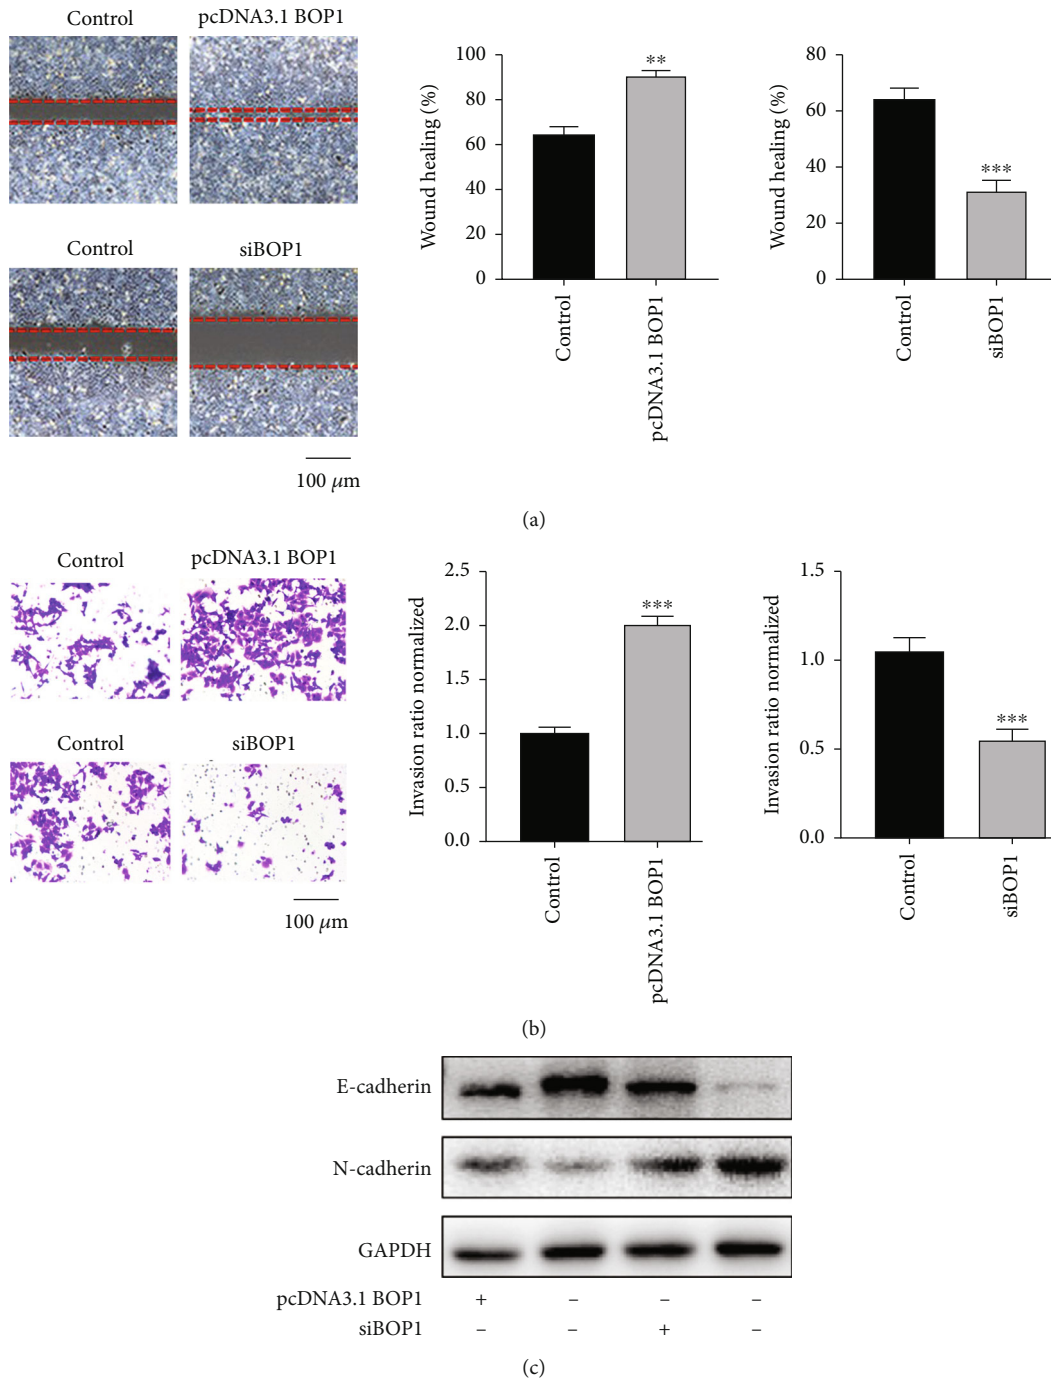 Control
pcDNA3.1 BOP1
Control
siBOP1
100 μm
Wound healing (%)
100
80
60
40
20
0
**
Control
pcDNA3.1 BOP1
Wound healing (%)
80
60
40
20
0
***
Control
siBOP1
(a)
Control
pcDNA3.1 BOP1
Control
siBOP1
100 μm
Invasion ratio normalized
2.5
2.0
1.5
1.0
0.5
0.0
***
Control
pcDNA3.1 BOP1
Invasion ratio normalized
1.5
1.0
0.5
0.0
***
Control
siBOP1
(b)
E-cadherin
N-cadherin
GAPDH
pcDNA3.1 BOP1 + – – –
siBOP1 – – + –
(c)